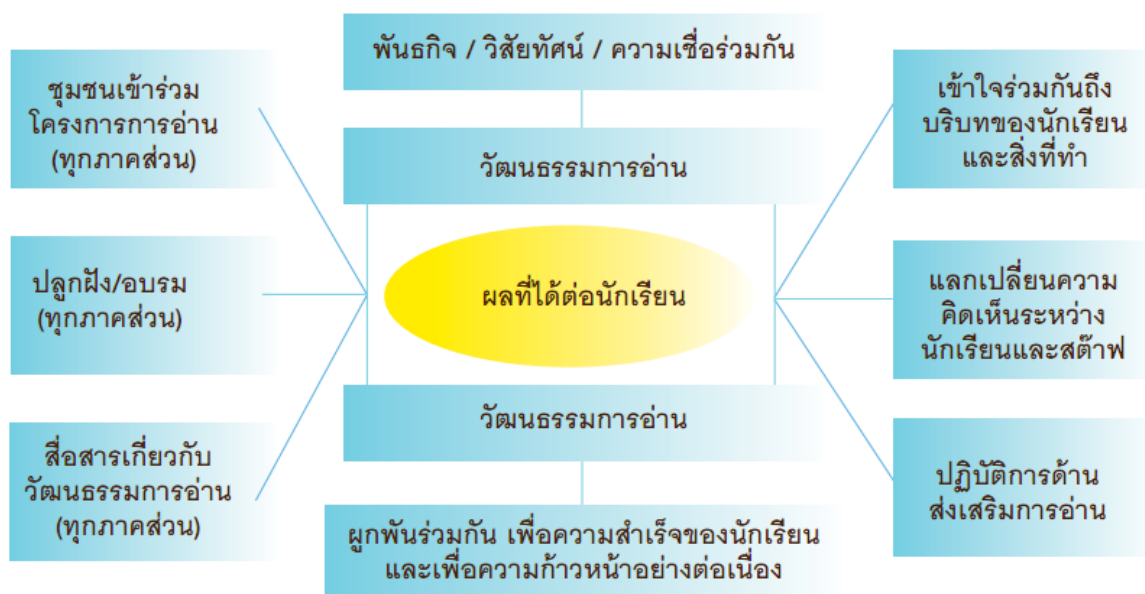 พันธกิจ / วิสัยทัศน์ / ความเชื่อร่วมกัน
ชุมชนเข้าร่วม
โครงการการอ่าน
(ทุกภาคส่วน)
เข้าใจร่วมกันถึง
บริบทของนักเรียน
และสิ่งที่ทำ
วัฒนธรรมการอ่าน
ปลูกฝัง/อบรม
(ทุกภาคส่วน)
ผลที่ได้ต่อนักเรียน
แลกเปลี่ยนความ
คิดเห็นระหว่าง
นักเรียนและสต๊าฟ
วัฒนธรรมการอ่าน
สื่อสารเกี่ยวกับ
วัฒนธรรมการอ่าน
(ทุกภาคส่วน)
ปฏิบัติการด้าน
ส่งเสริมการอ่าน
ผูกพันร่วมกัน เพื่อความสำเร็จของนักเรียน
และเพื่อความก้าวหน้าอย่างต่อเนื่อง